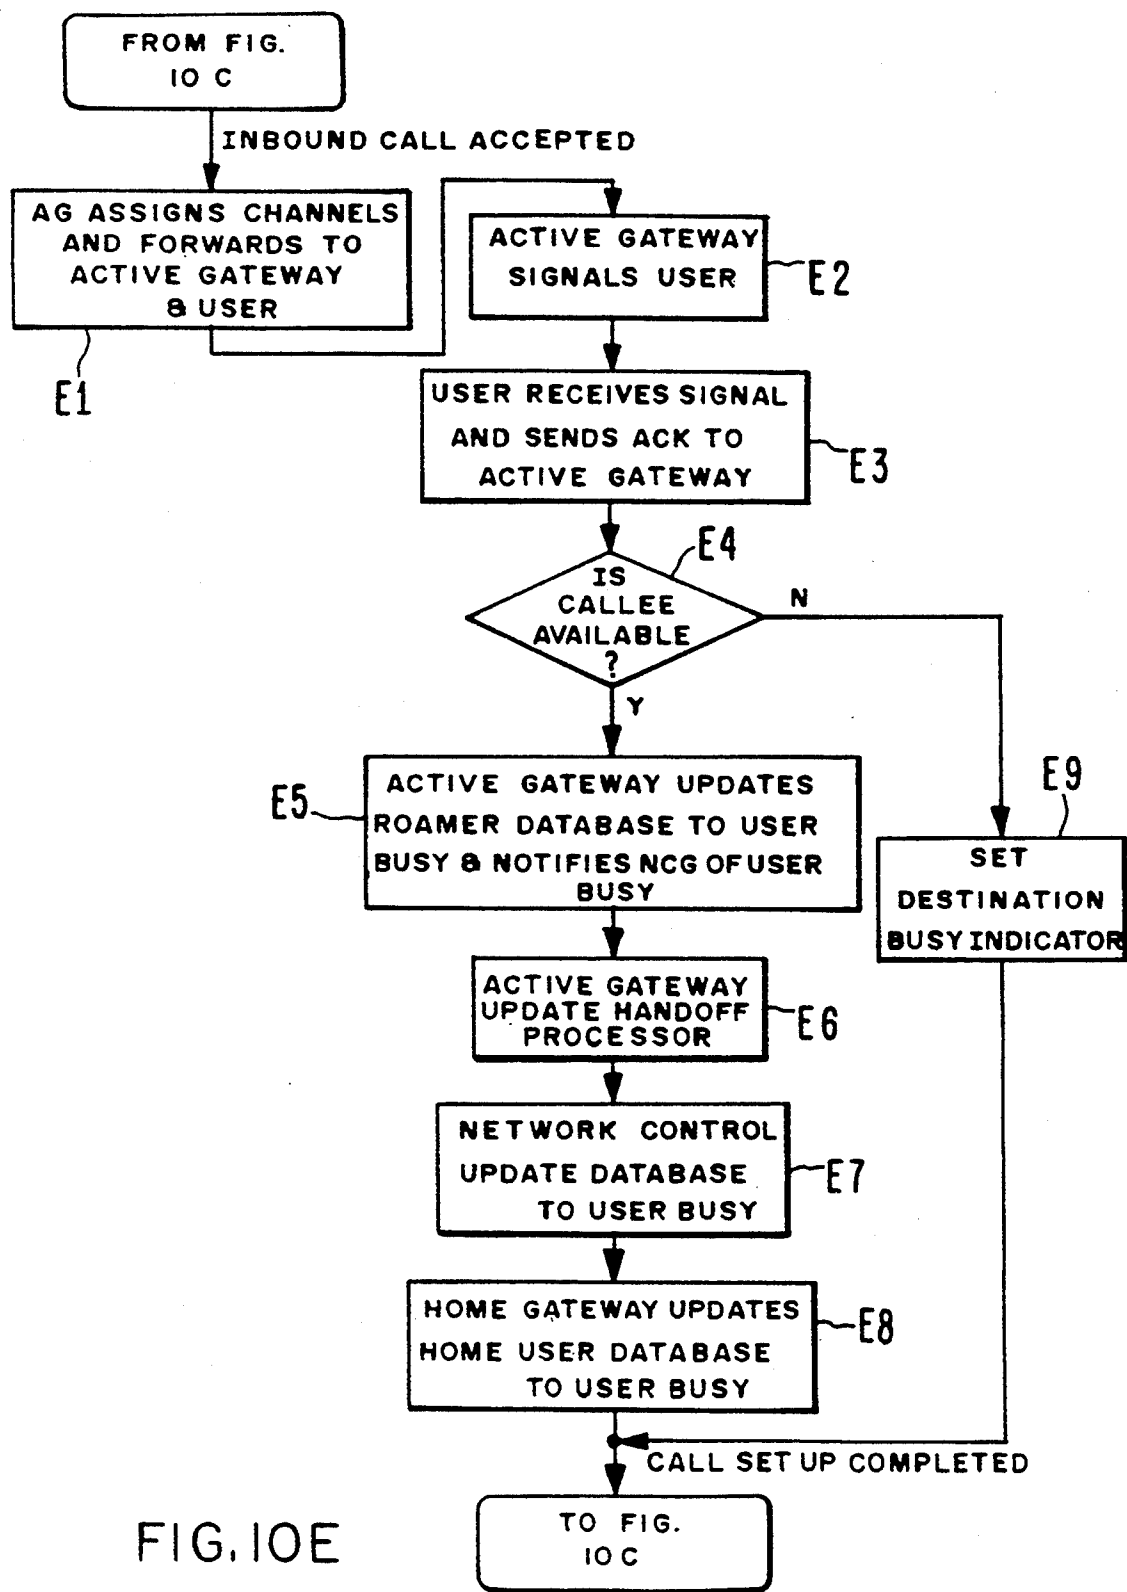 FROM FIG.
10 C
INBOUND CALL ACCEPTED
AG ASSIGNS CHANNELS
AND FORWARDS TO
ACTIVE GATEWAY
& USER
E1
ACTIVE GATEWAY
SIGNALS USER
E2
USER RECEIVES SIGNAL
AND SENDS ACK TO
ACTIVE GATEWAY
E3
IS
CALLEE
AVAILABLE
?
E4
N
Y
ACTIVE GATEWAY UPDATES
ROAMER DATABASE TO USER
BUSY & NOTIFIES NCG OF USER
BUSY
E5
SET
DESTINATION
BUSY INDICATOR
E9
ACTIVE GATEWAY
UPDATE HANDOFF
PROCESSOR
E6
NETWORK CONTROL
UPDATE DATABASE
TO USER BUSY
E7
HOME GATEWAY UPDATES
HOME USER DATABASE
TO USER BUSY
E8
CALL SET UP COMPLETED
TO FIG.
10 C
FIG. 10E